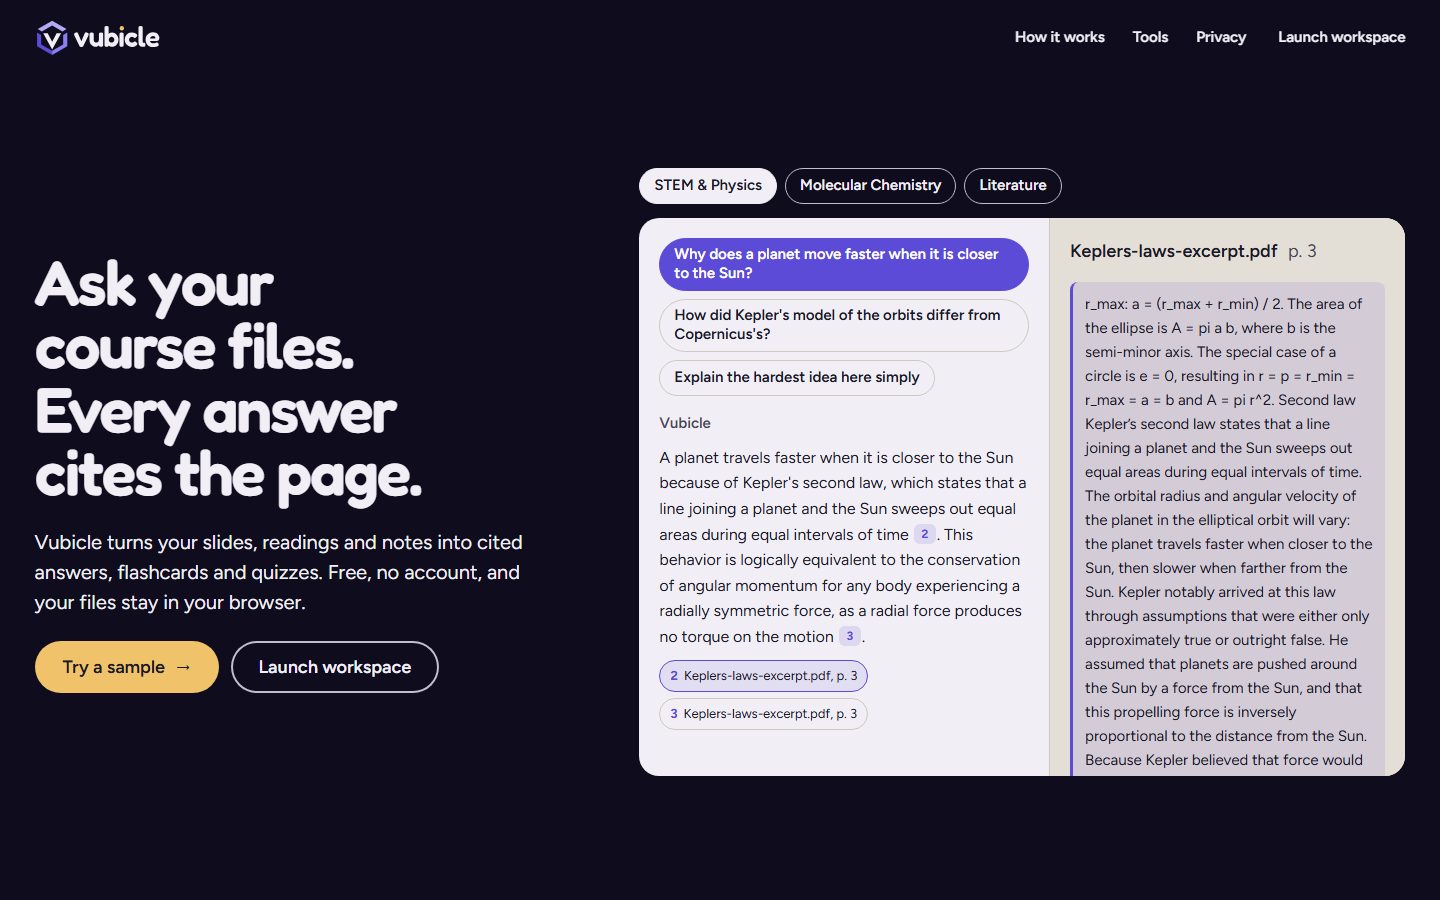 vubicle
How it works
Tools
Privacy
Launch workspace
Ask your
course files.
Every answer
cites the page.
Vubicle turns your slides, readings and notes into cited
answers, flashcards and quizzes. Free, no account, and
your files stay in your browser.
Try a sample →
Launch workspace
STEM & Physics
Molecular Chemistry
Literature
Why does a planet move faster when it is closer
to the Sun?
How did Kepler's model of the orbits differ from
Copernicus's?
Explain the hardest idea here simply
Vubicle
A planet travels faster when it is closer to the Sun
because of Kepler's second law, which states that a
line joining a planet and the Sun sweeps out equal
areas during equal intervals of time 2. This
behavior is logically equivalent to the conservation
of angular momentum for any body experiencing a
radially symmetric force, as a radial force produces
no torque on the motion 3.
2 Keplers-laws-excerpt.pdf, p. 3
3 Keplers-laws-excerpt.pdf, p. 3
Keplers-laws-excerpt.pdf p. 3
r_max: a = (r_max + r_min) / 2. The area of
the ellipse is A = pi a b, where b is the
semi-minor axis. The special case of a
circle is e = 0, resulting in r = p = r_min =
r_max = a = b and A = pi r^2. Second law
Kepler's second law states that a line
joining a planet and the Sun sweeps out
equal areas during equal intervals of time.
The orbital radius and angular velocity of
the planet in the elliptical orbit will vary:
the planet travels faster when closer to the
Sun, then slower when farther from the
Sun. Kepler notably arrived at this law
through assumptions that were either only
approximately true or outright false. He
assumed that planets are pushed around
the Sun by a force from the Sun, and that
this propelling force is inversely
proportional to the distance from the Sun.
Because Kepler believed that force would